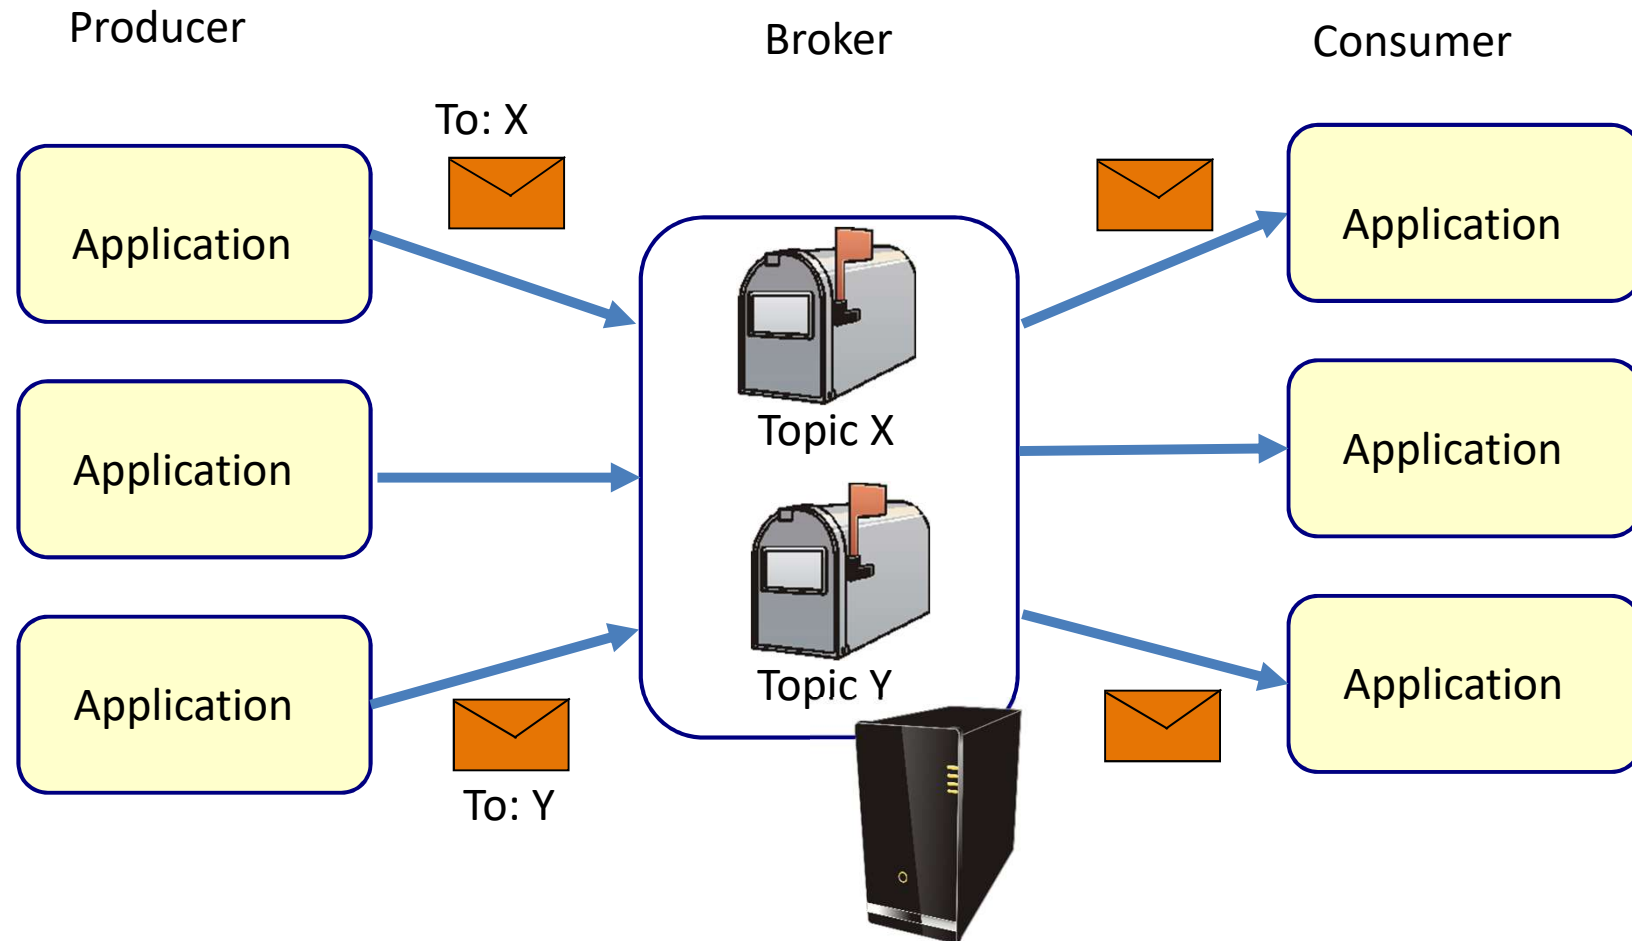 Producer
Broker
Consumer
To: X
Application
Application
Topic X
Application
Application
Topic Y
Application
Application
To: Y